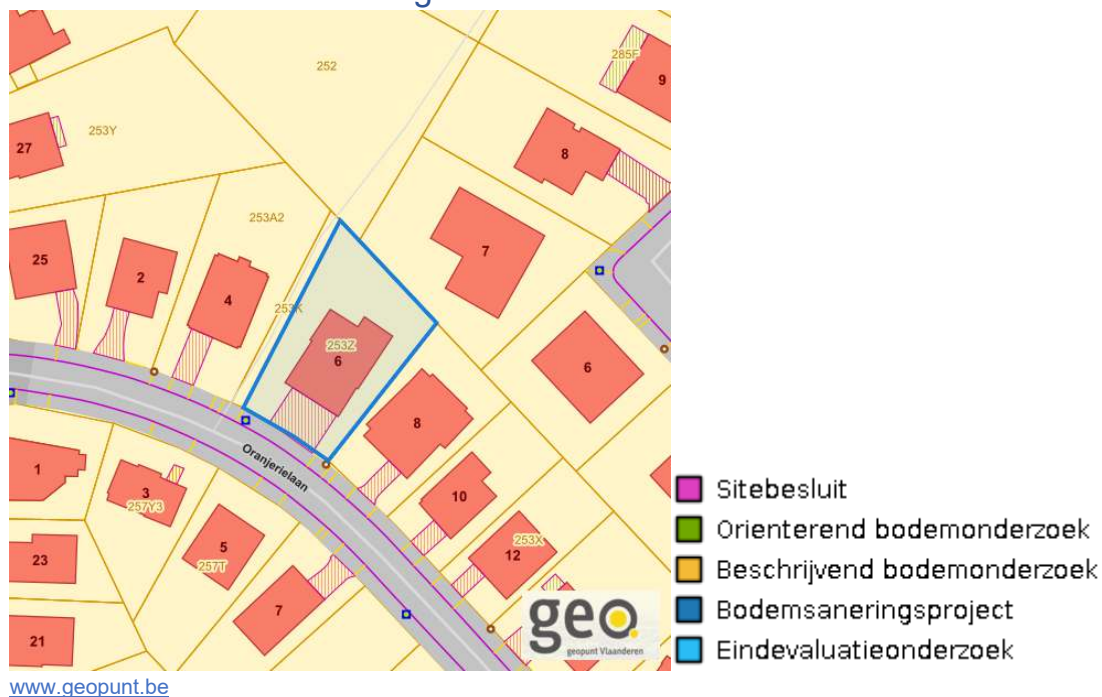 252
285F
9
253Y
27
8
253A2
25
2
4
7
253K
253Z
6
6
8
Oranjerielaan
1
3
257Y3
10
253X
12
23
5
257T
7
21
geo.
geopunt Vlaanderen
Sitebesluit
Orienterend bodemonderzoek
Beschrijvend bodemonderzoek
Bodemsaneringsproject
Eindevaluatieonderzoek
www.geopunt.be